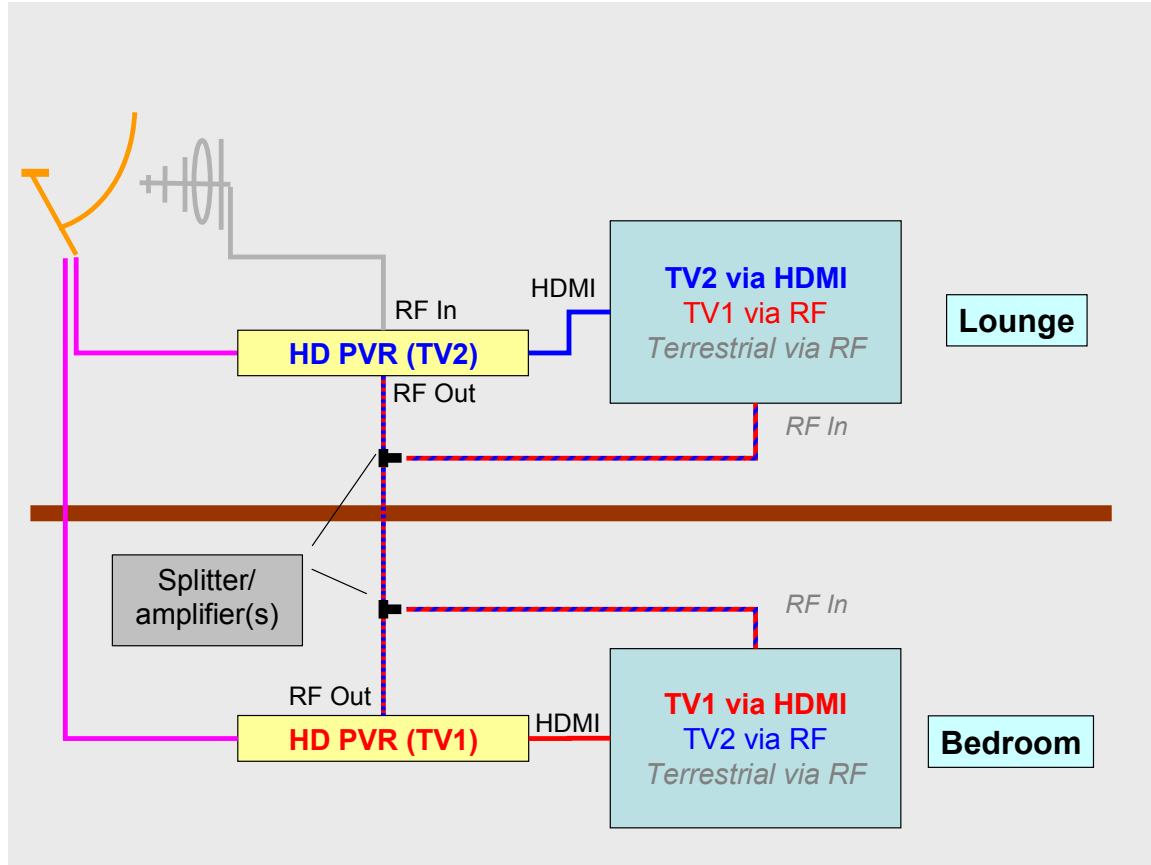 HDMI
TV2 via HDMI
TV1 via RF
Terrestrial via RF
Lounge
RF In
HD PVR (TV2)
RF Out
RF In
Splitter/
amplifier(s)
RF In
RF Out
HDMI
HD PVR (TV1)
TV1 via HDMI
TV2 via RF
Terrestrial via RF
Bedroom